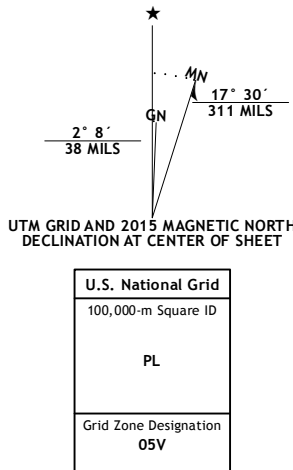 ★
MN
GN
17° 30´
311 MILS
2° 8´
38 MILS
UTM GRID AND 2015 MAGNETIC NORTH
DECLINATION AT CENTER OF SHEET
U.S. National Grid
100,000-m Square ID
PL
Grid Zone Designation
05V